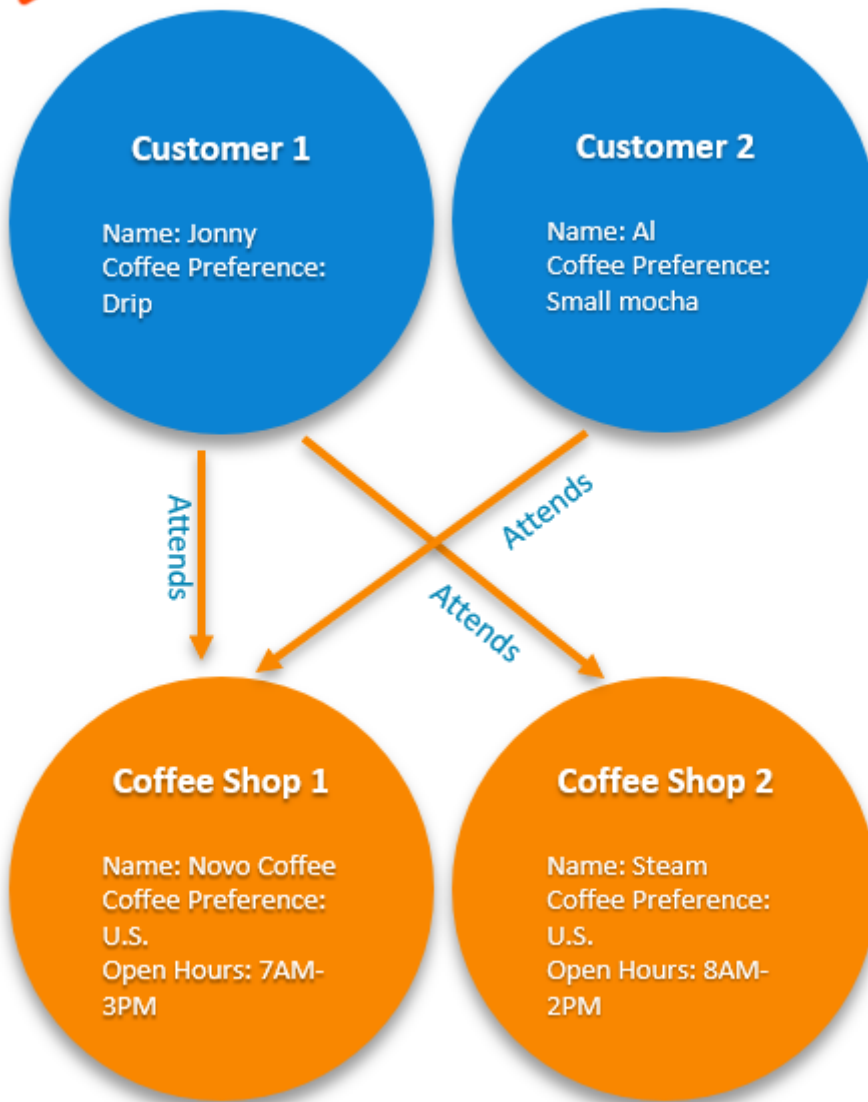 Customer 1
Name: Jonny
Coffee Preference:
Drip
Customer 2
Name: Al
Coffee Preference:
Small mocha
Attends
Attends
Attends
Coffee Shop 1
Name: Novo Coffee
Coffee Preference:
U.S.
Open Hours: 7AM-
3PM
Coffee Shop 2
Name: Steam
Coffee Preference:
U.S.
Open Hours: 8AM-
2PM